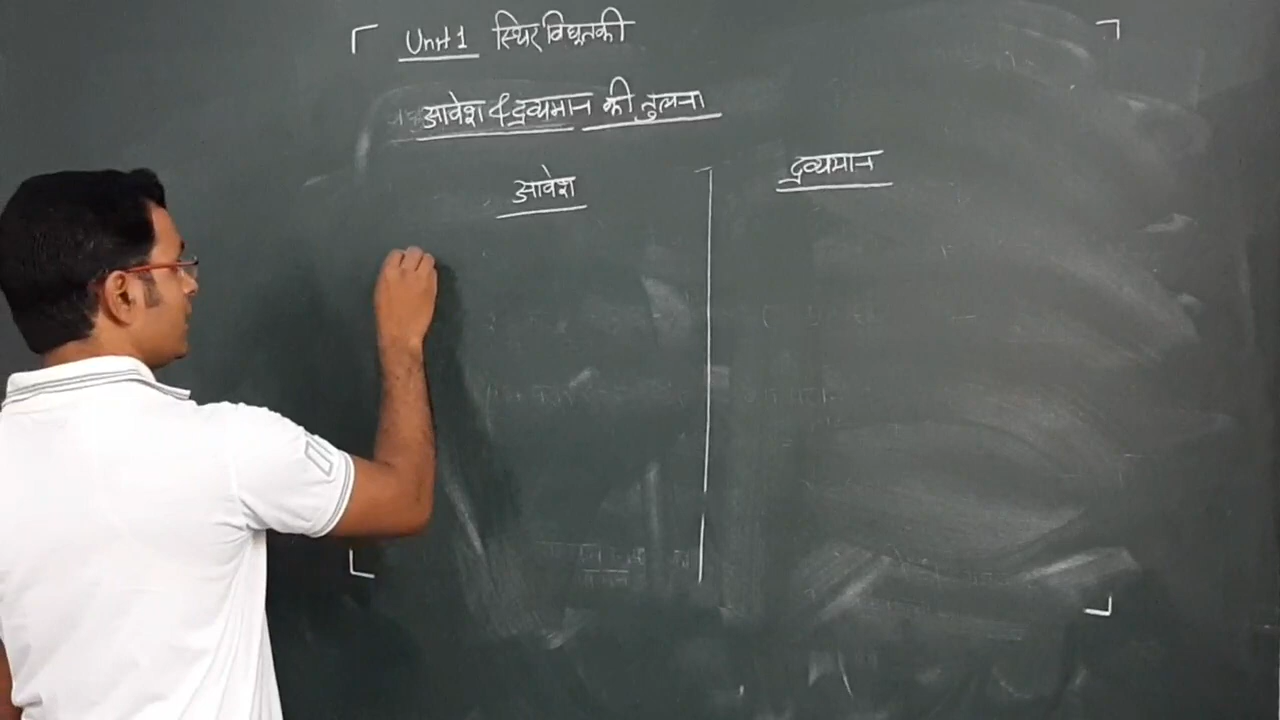 Unit 1 स्थिर विद्युतकी
आवेश & द्रव्यमान की तुलना
आवेश
द्रव्यमान